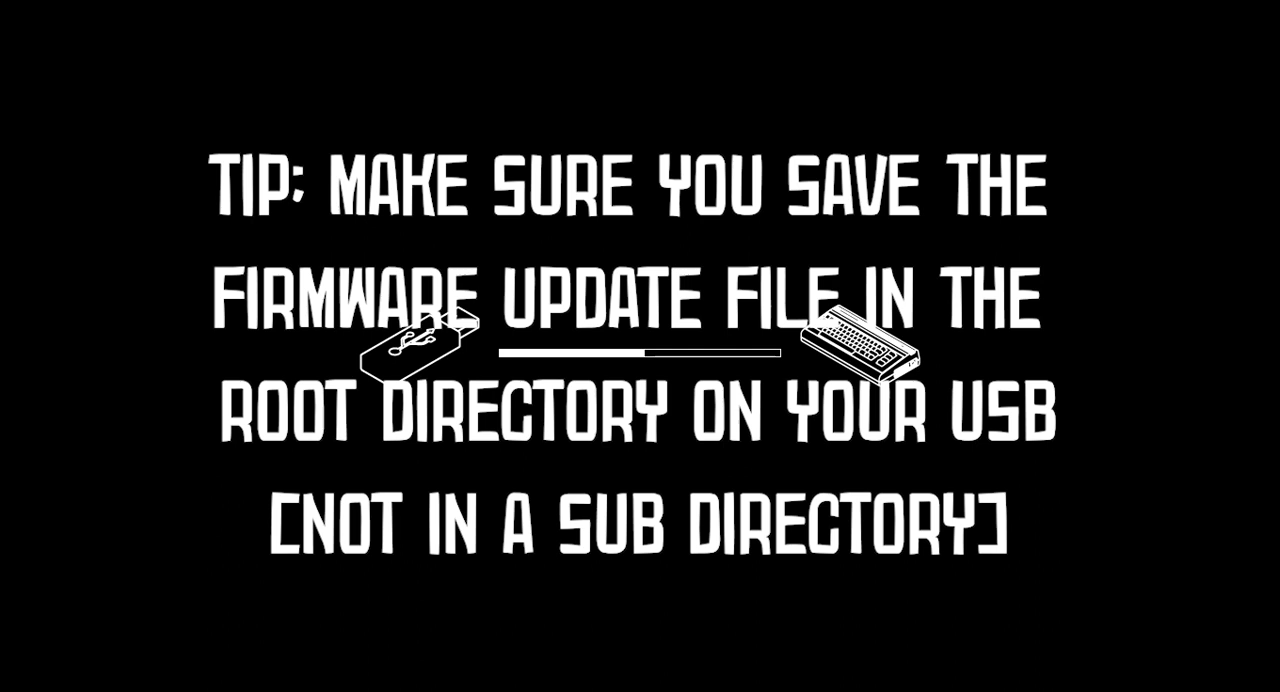 TIP: MAKE SURE YOU SAVE THE
FIRMWARE UPDATE FILE IN THE
ROOT DIRECTORY ON YOUR USB
[NOT IN A SUB DIRECTORY]